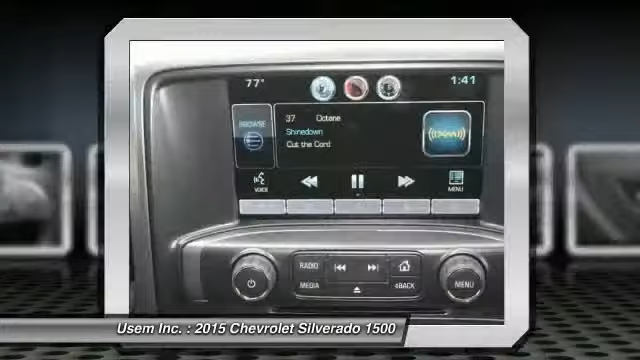 77° 1:41
BROWSE
37 Octane
Shinedown
Cut the Cord
VOICE MENU
RADIO
MEDIA BACK MENU
Usem Inc. : 2015 Chevrolet Silverado 1500